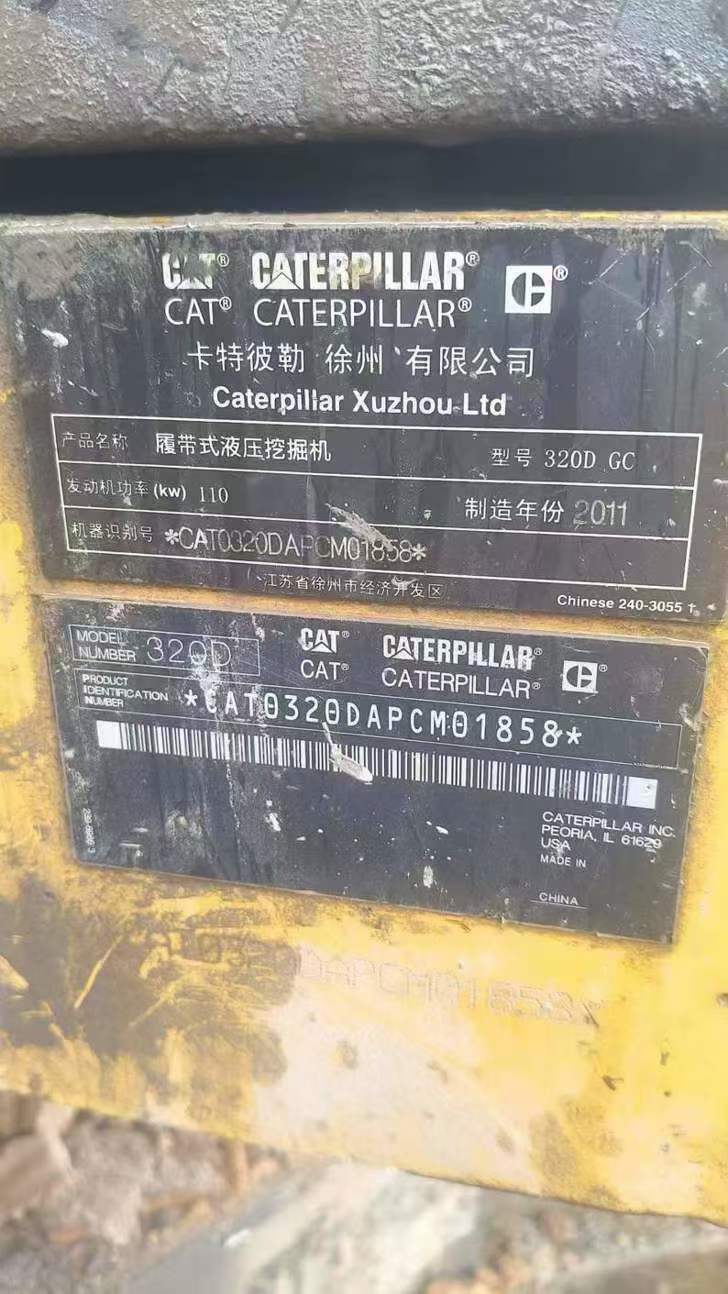 CAT® CATERPILLAR® C®
CAT® CATERPILLAR®
卡特彼勒 徐州 有限公司
Caterpillar Xuzhou Ltd
产品名称 履带式液压挖掘机 型号 320D GC
发动机功率(kw) 110 制造年份 2011
机器识别号 *CAT0320DAPCM01858*
江苏省徐州市经济开发区
Chinese 240-3055 1
MODEL NUMBER 320D CAT® CATERPILLAR® C®
CAT® CATERPILLAR®
PRODUCT IDENTIFICATION NUMBER *CAT0320DAPCM01858*
CATERPILLAR INC.
PEORIA, IL 61629
USA
MADE IN
CHINA
0320DAPCM01858*